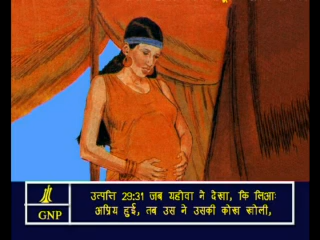 उत्पत्ति 29:31 जब यहोवा ने देखा, कि लिआः
अप्रिय हुई, तब उस ने उसकी कोख खोली,
GNP